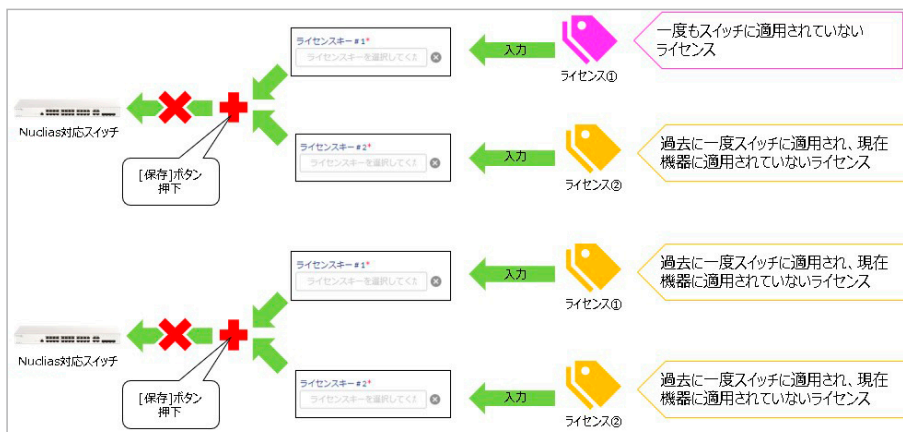 一度もスイッチに適用されていない
ライセンス
ライセンスキー#1*
ライセンスキーを選択してくだ
入力
ライセンス①
Nuclias対応スイッチ
[保存]ボタン
押下
ライセンスキー#2*
ライセンスキーを選択してくだ
入力
ライセンス②
過去に一度スイッチに適用され、現在
機器に適用されていないライセンス
ライセンスキー#1*
ライセンスキーを選択してくだ
入力
ライセンス①
過去に一度スイッチに適用され、現在
機器に適用されていないライセンス
Nuclias対応スイッチ
[保存]ボタン
押下
ライセンスキー#2*
ライセンスキーを選択してくだ
入力
ライセンス②
過去に一度スイッチに適用され、現在
機器に適用されていないライセンス